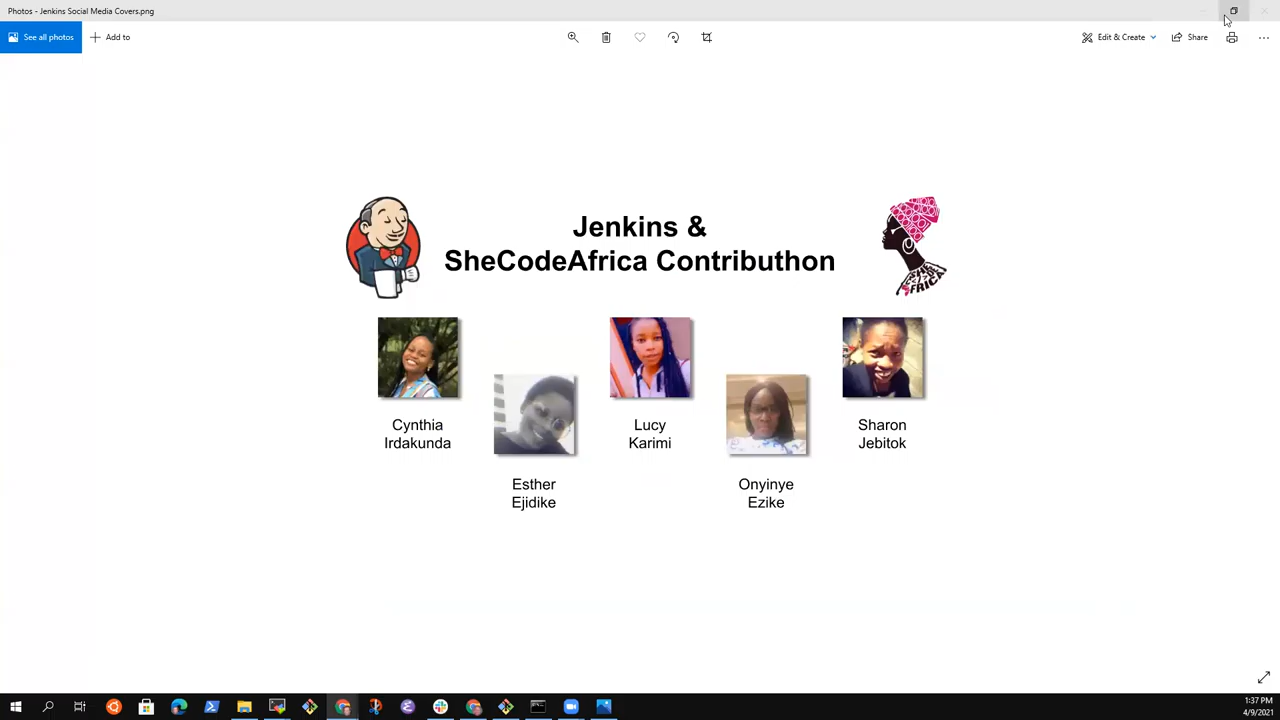 Photos - Jenkins Social Media Covers.png
See all photos
Add to
Edit & Create
Share
Jenkins &
SheCodeAfrica Contributhon
AFRICA
Cynthia
Irdakunda
Lucy
Karimi
Sharon
Jebitok
Esther
Ejidike
Onyinye
Ezike
1:37 PM
4/9/2021